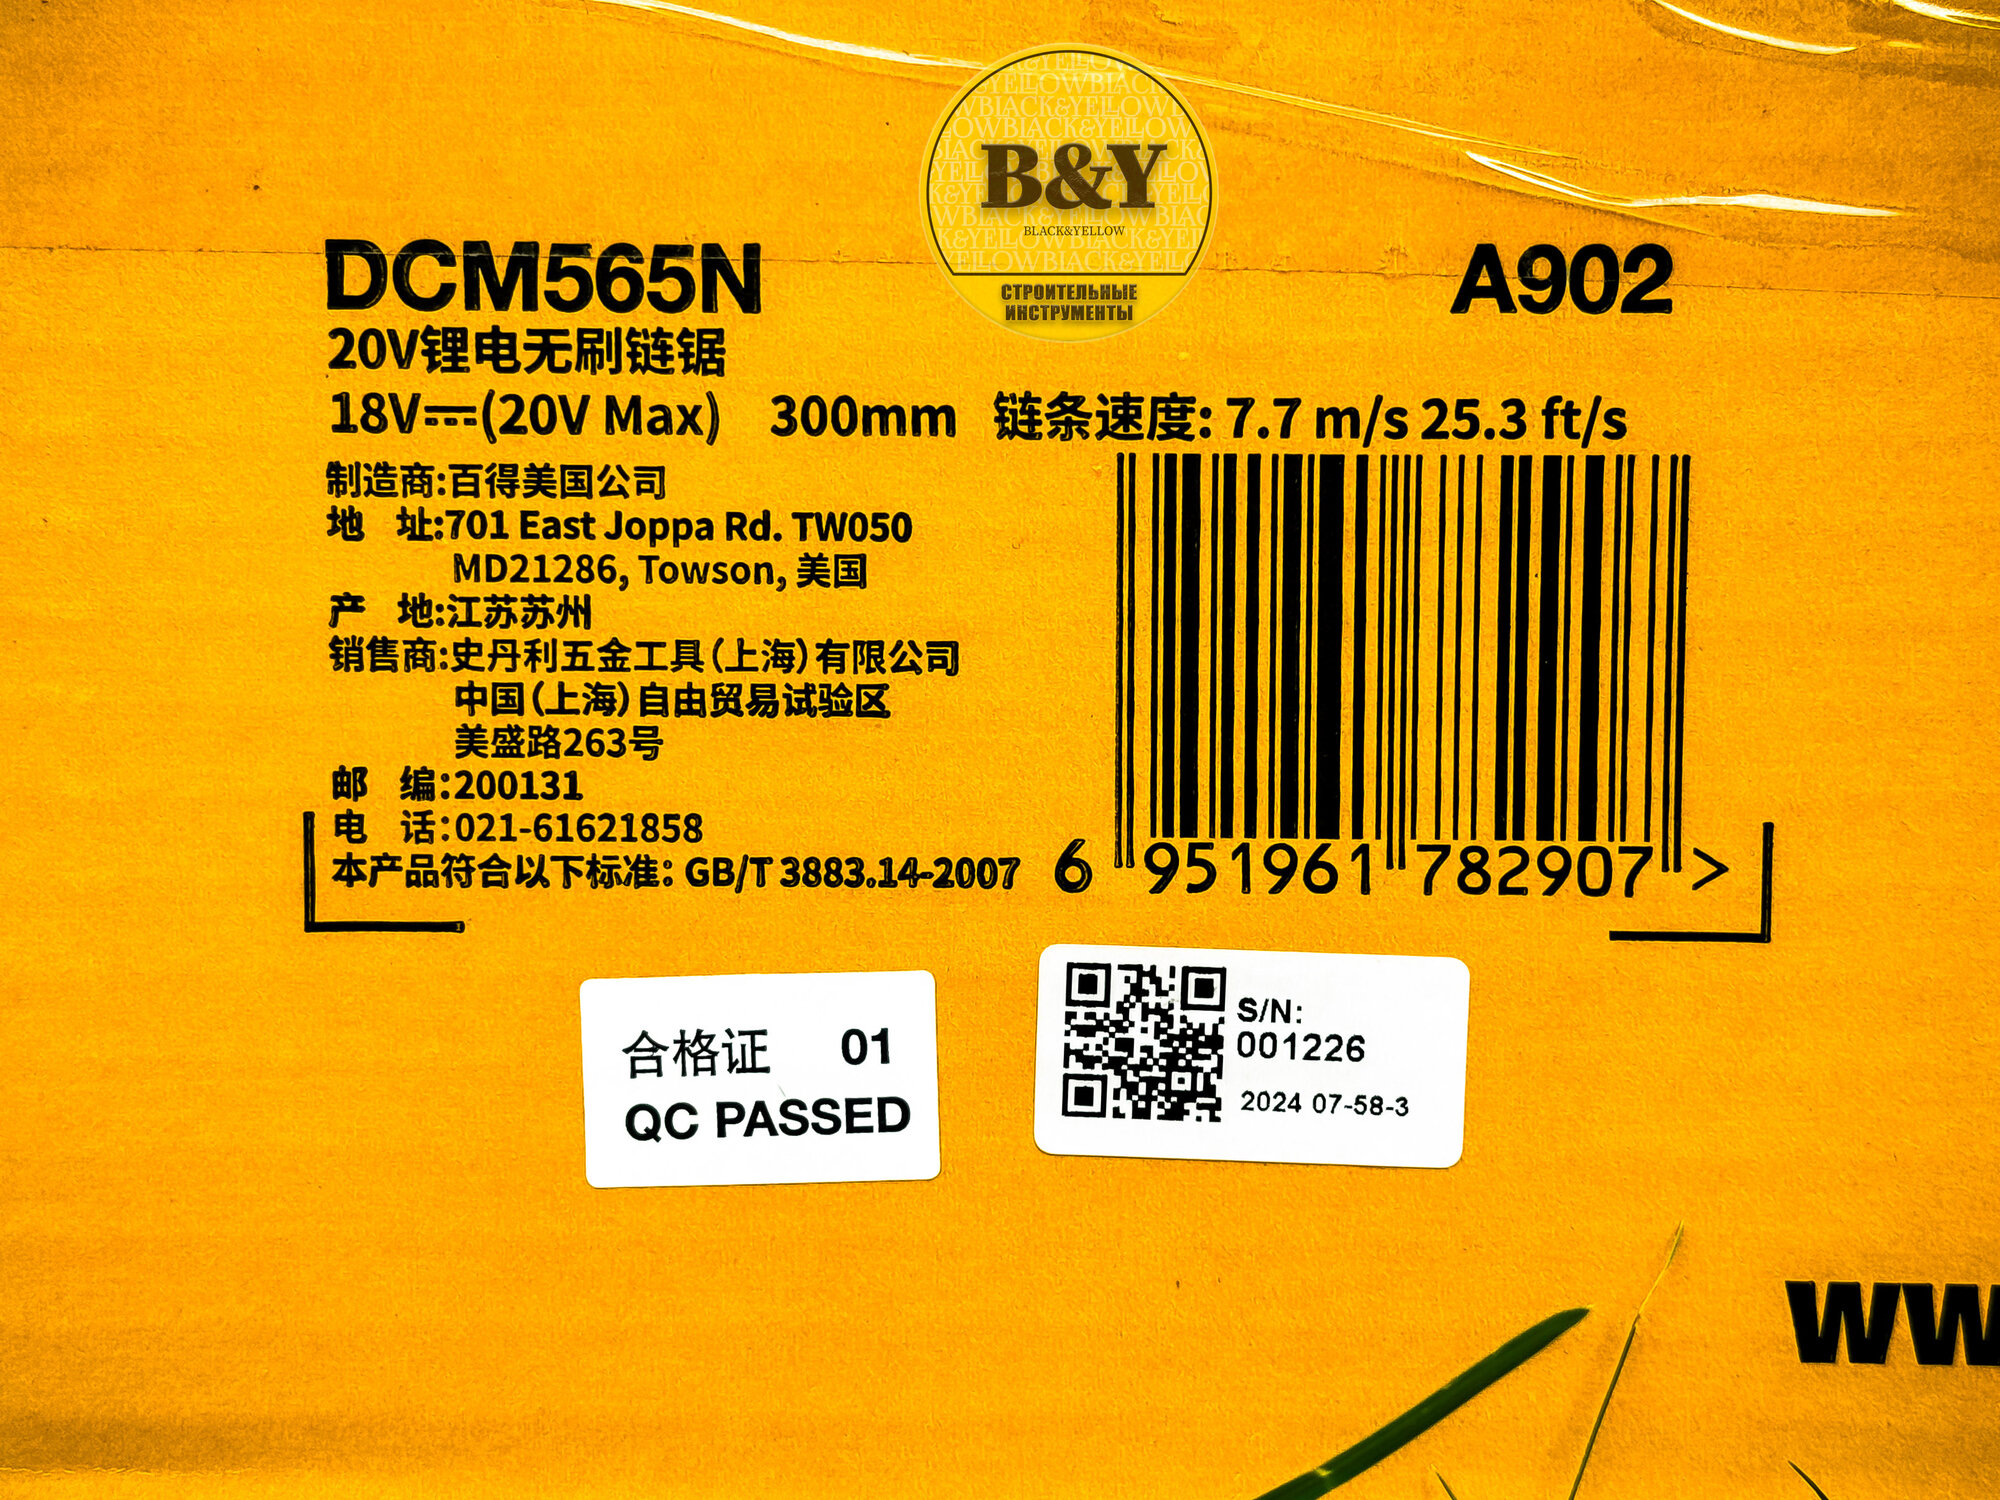 B&Y
BLACK&YELLOW
СТРОИТЕЛЬНЫЕ
ИНСТРУМЕНТЫ
DCM565N
A902
20V锂电无刷链锯
18V⎓(20V Max) 300mm 链条速度: 7.7 m/s 25.3 ft/s
制造商:百得美国公司
地 址:701 East Joppa Rd. TW050
MD21286, Towson, 美国
产 地:江苏苏州
销售商:史丹利五金工具(上海)有限公司
中国(上海)自由贸易试验区
美盛路263号
邮 编:200131
电 话:021-61621858
本产品符合以下标准: GB/T 3883.14-2007
6 951961 782907 >
合格证 01
QC PASSED
S/N:
001226
2024 07-58-3
WW